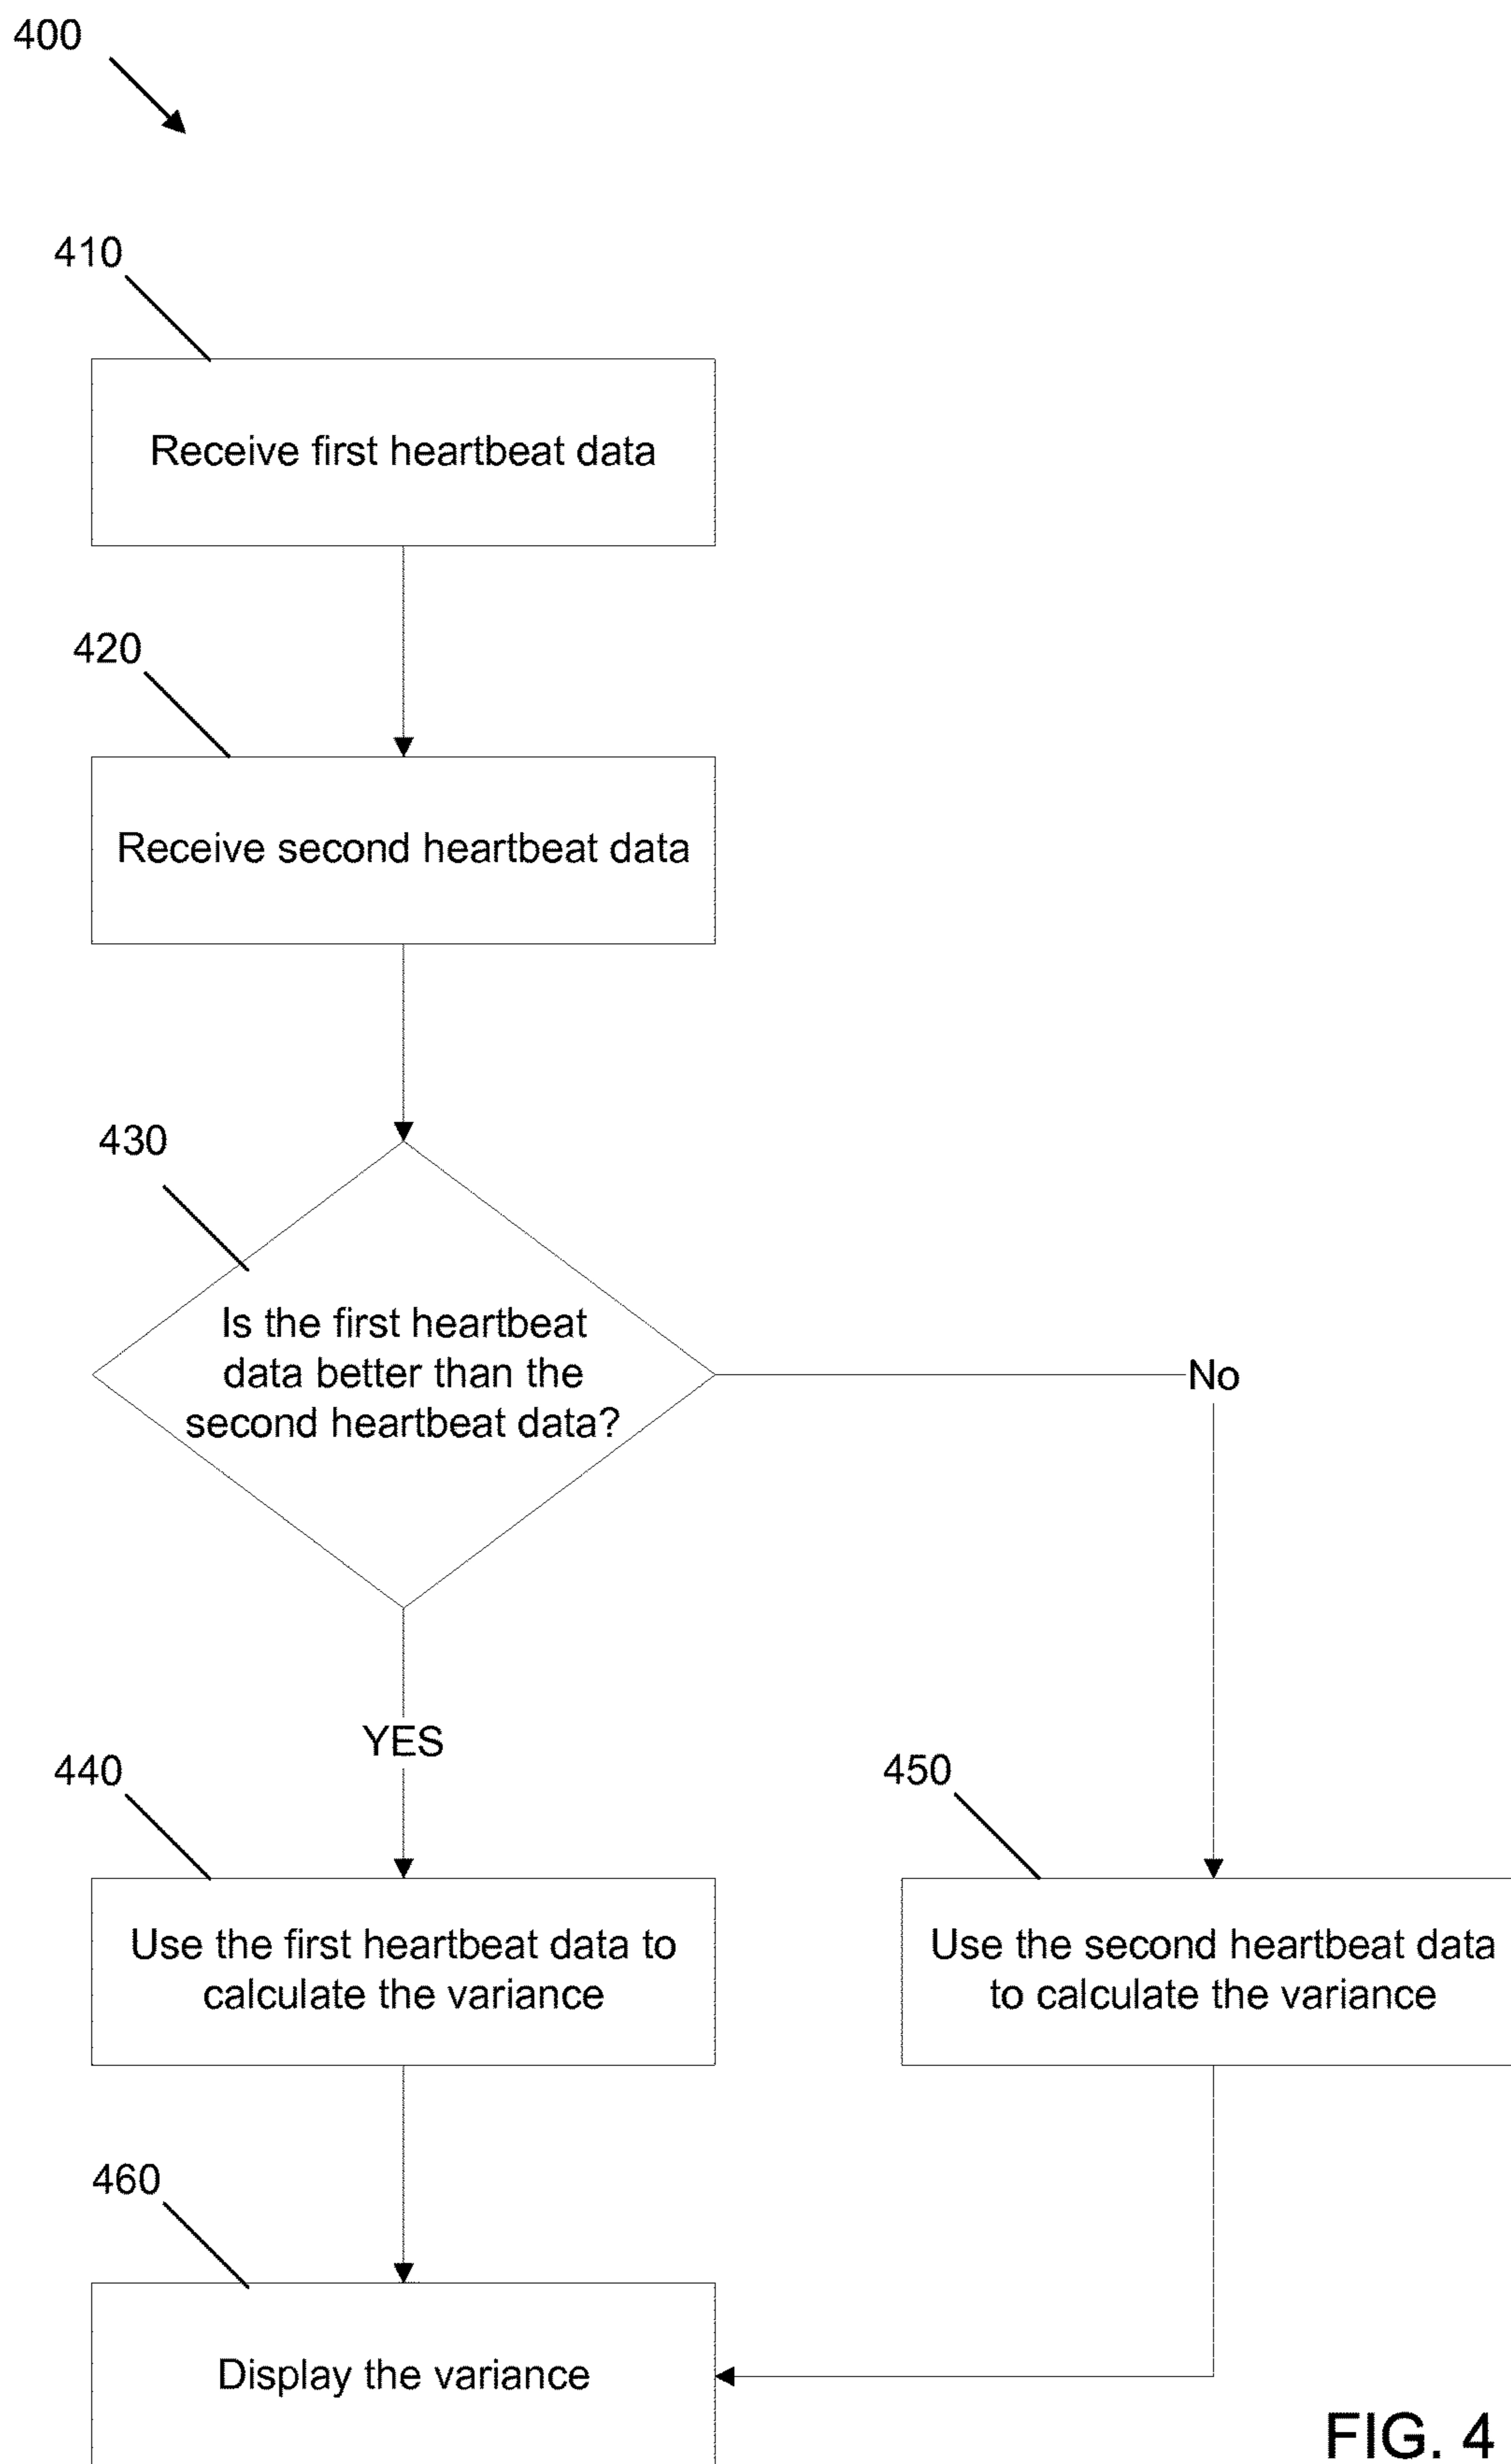 400
410
Receive first heartbeat data
420
Receive second heartbeat data
430
Is the first heartbeat
data better than the
second heartbeat data?
No
YES
440
Use the first heartbeat data to
calculate the variance
450
Use the second heartbeat data
to calculate the variance
460
Display the variance
FIG. 4